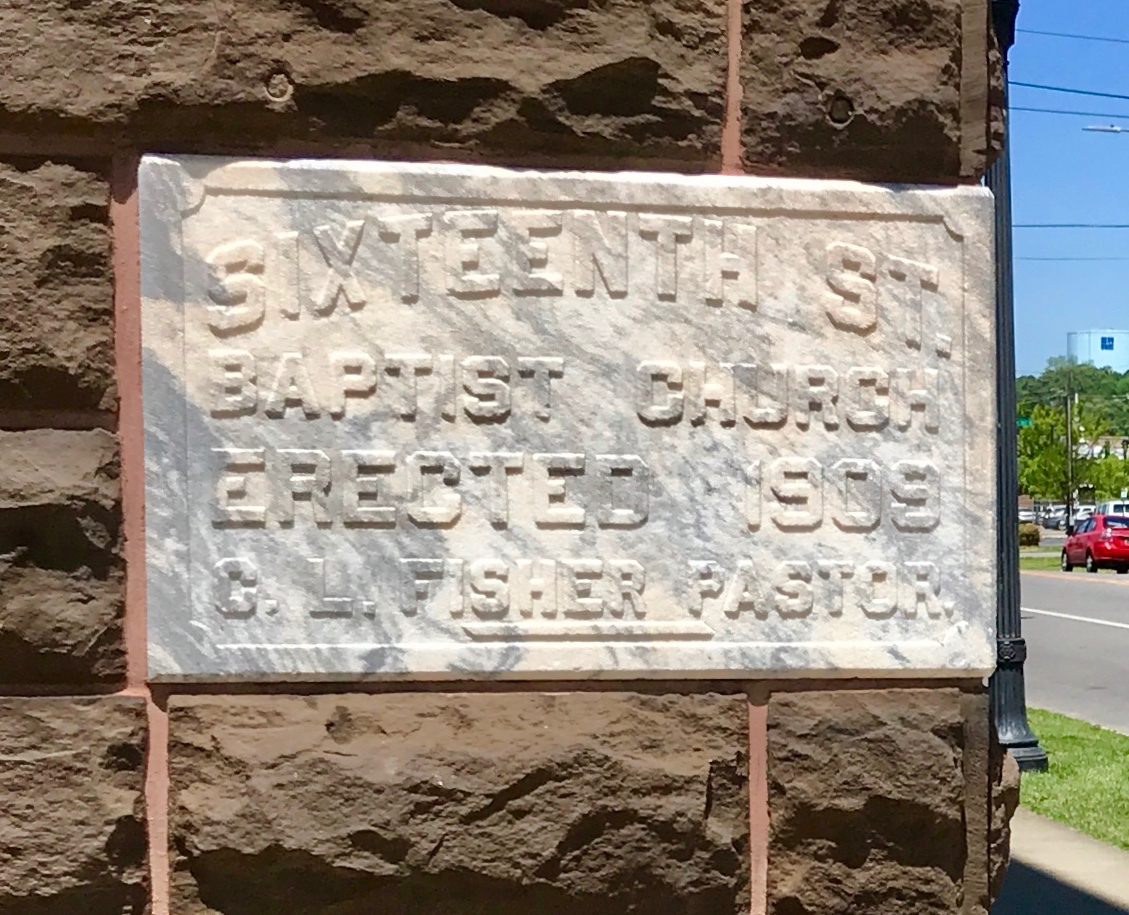 SIXTEENTH ST.
BAPTIST CHURCH
ERECTED 1909
C. L. FISHER PASTOR.